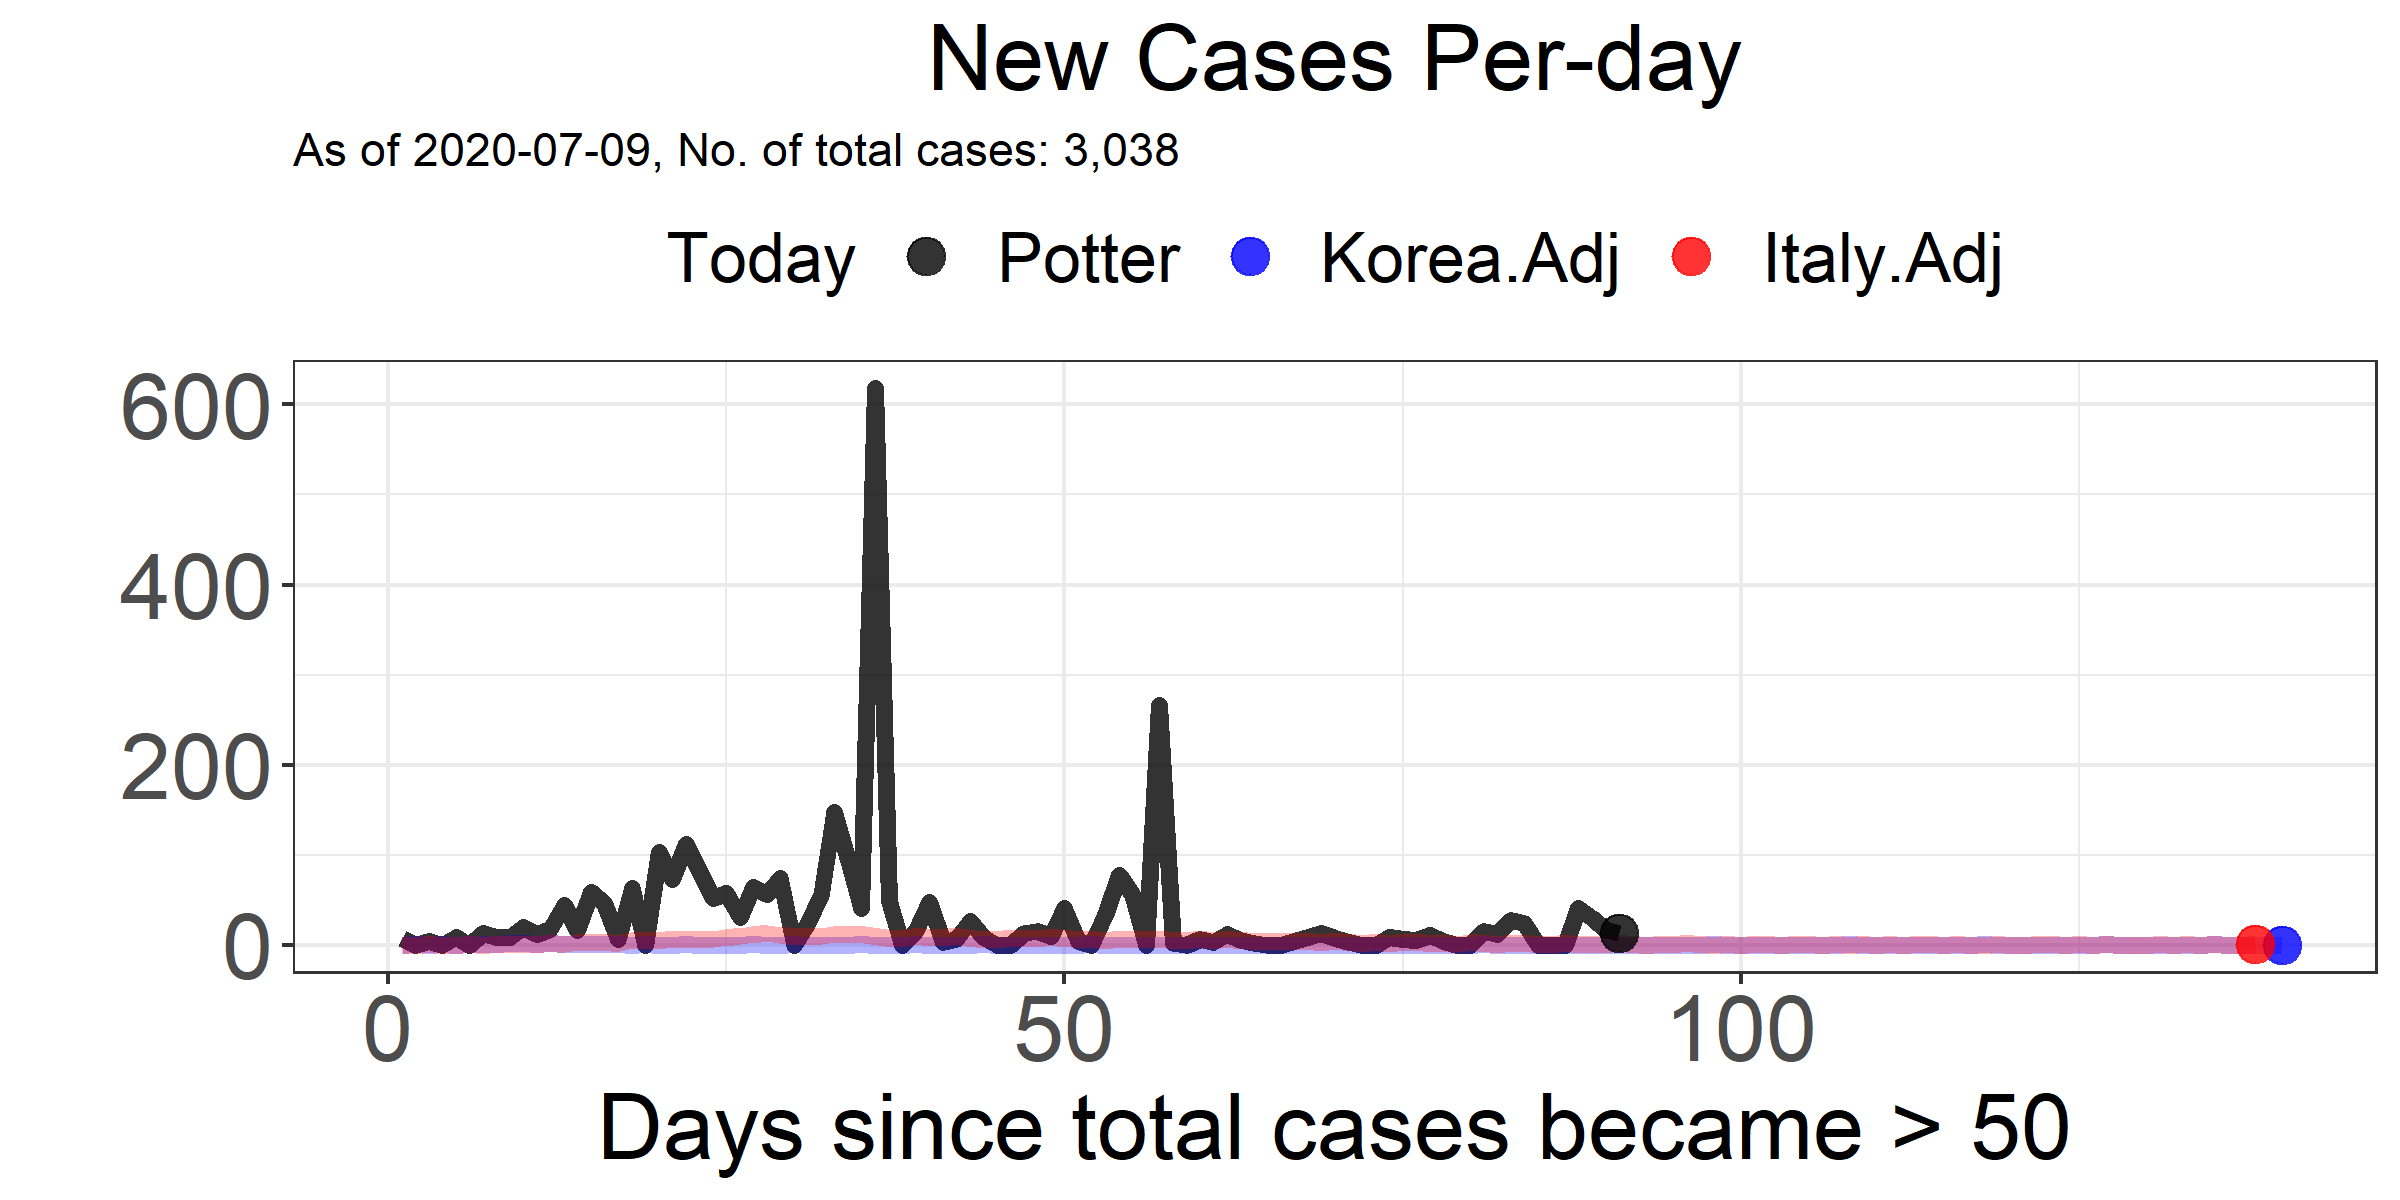 New Cases Per-day
As of 2020-07-09, No. of total cases: 3,038
Today Potter Korea.Adj Italy.Adj
600
400
200
0
0 50 100
Days since total cases became > 50